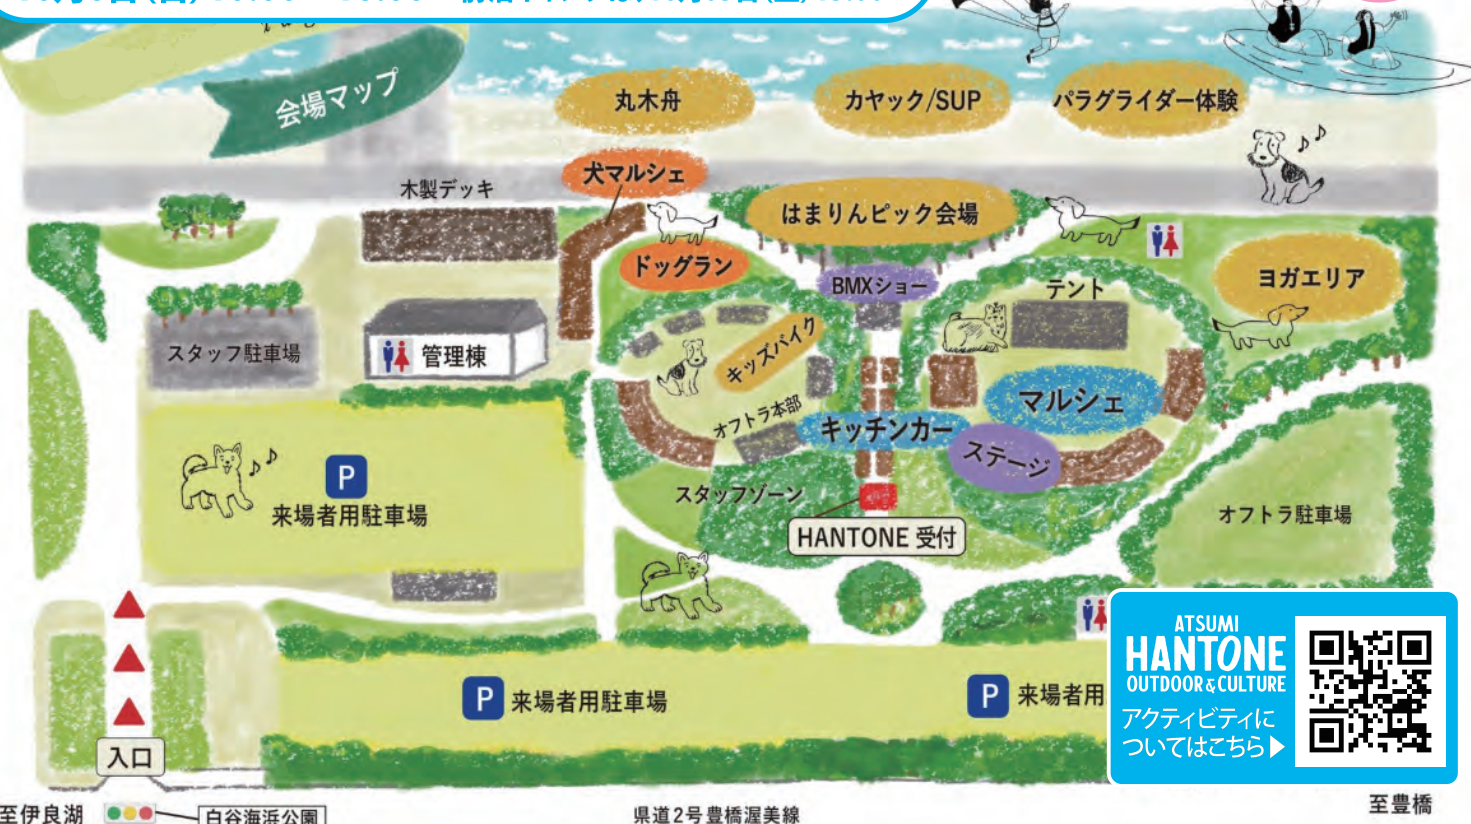 会場マップ
丸木舟
カヤック/SUP
パラグライダー体験
犬マルシェ
木製デッキ
はまりんピック会場
ドッグラン
BMXショー
テント
ヨガエリア
スタッフ駐車場
管理棟
キッズバイク
マルシェ
オフトラ本部
キッチンカー
ステージ
P
来場者用駐車場
スタッフゾーン
HANTONE 受付
オフトラ駐車場
P 来場者用駐車場
P 来場者用
ATSUMI
HANTONE
OUTDOOR&CULTURE
アクティビティに
ついてはこちら▶
入口
至伊良湖
白谷海浜公園
県道2号豊橋渥美線
至豊橋